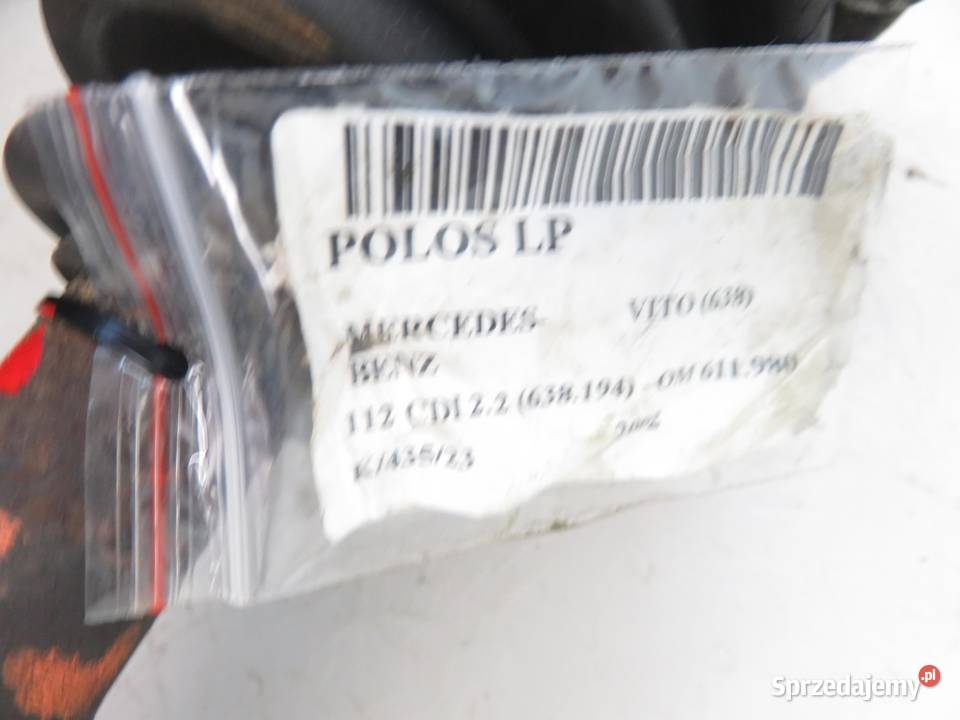 POLOS LP
MERCEDES- VITO (638)
BENZ
112 CDI 2.2 (638.194) - OM 611.980
K/435/23
Sprzedajemy.pl